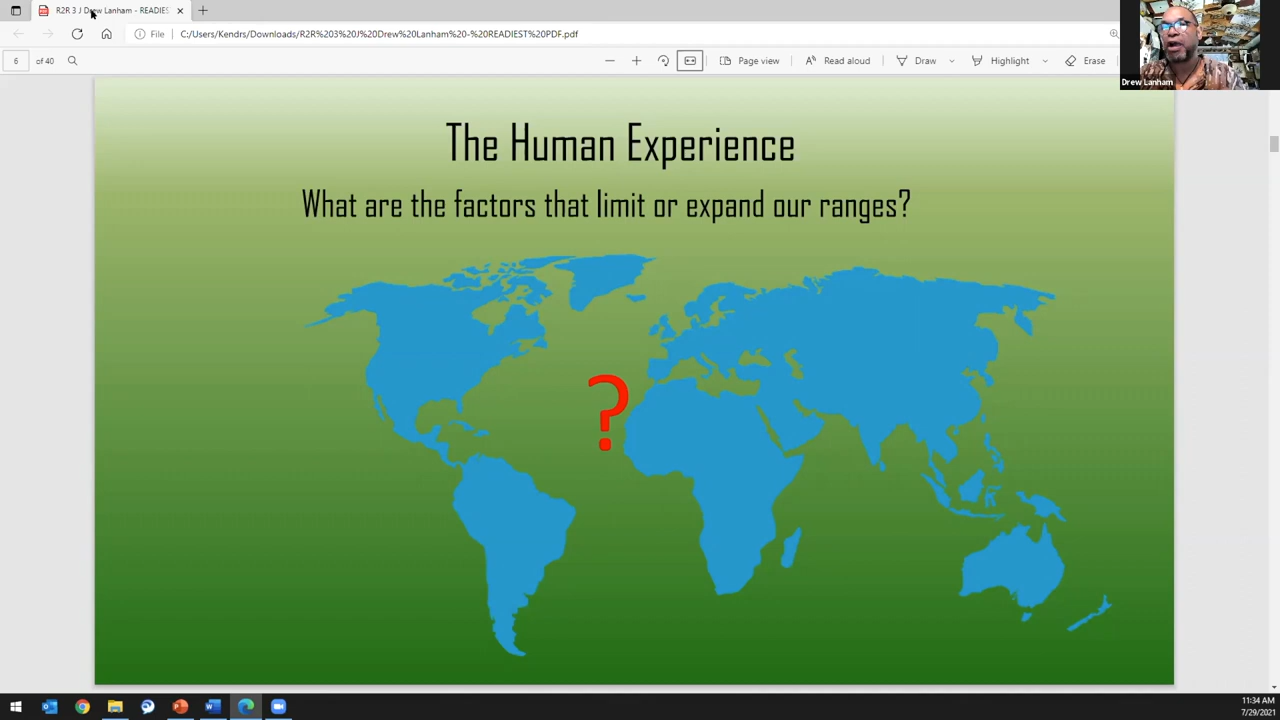 R2R 3 J Drew Lanham - READIES
File
C:/Users/Kendrs/Downloads/R2R%203%20J%20Drew%20Lanham%20-%20READIEST%20PDF.pdf
6 of 40
Page view
Read aloud
Draw
Highlight
Erase
Drew Lanham
The Human Experience
What are the factors that limit or expand our ranges?
?
11:34 AM
7/29/2021